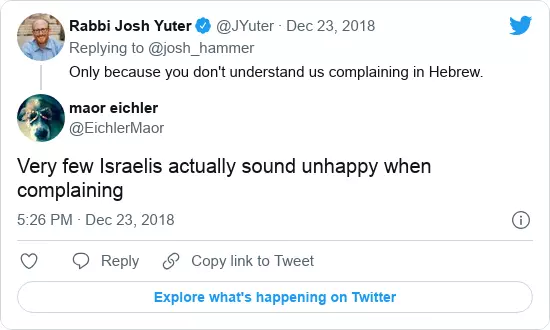 Rabbi Josh Yuter @JYuter · Dec 23, 2018
Replying to @josh_hammer
Only because you don't understand us complaining in Hebrew.
maor eichler
@EichlerMaor
Very few Israelis actually sound unhappy when
complaining
5:26 PM · Dec 23, 2018
Reply Copy link to Tweet
Explore what's happening on Twitter